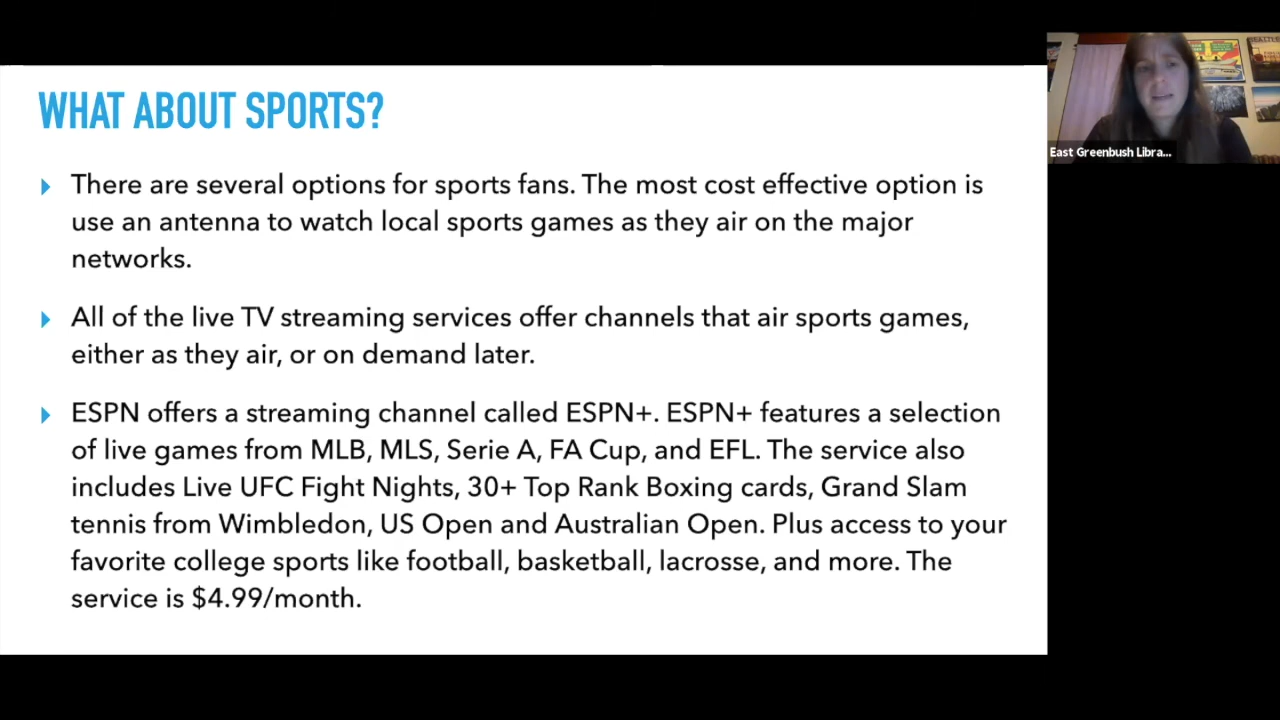 WHAT ABOUT SPORTS?
There are several options for sports fans. The most cost effective option is
use an antenna to watch local sports games as they air on the major
networks.
All of the live TV streaming services offer channels that air sports games,
either as they air, or on demand later.
ESPN offers a streaming channel called ESPN+. ESPN+ features a selection
of live games from MLB, MLS, Serie A, FA Cup, and EFL. The service also
includes Live UFC Fight Nights, 30+ Top Rank Boxing cards, Grand Slam
tennis from Wimbledon, US Open and Australian Open. Plus access to your
favorite college sports like football, basketball, lacrosse, and more. The
service is $4.99/month.
SEATTLE
East Greenbush Libra...